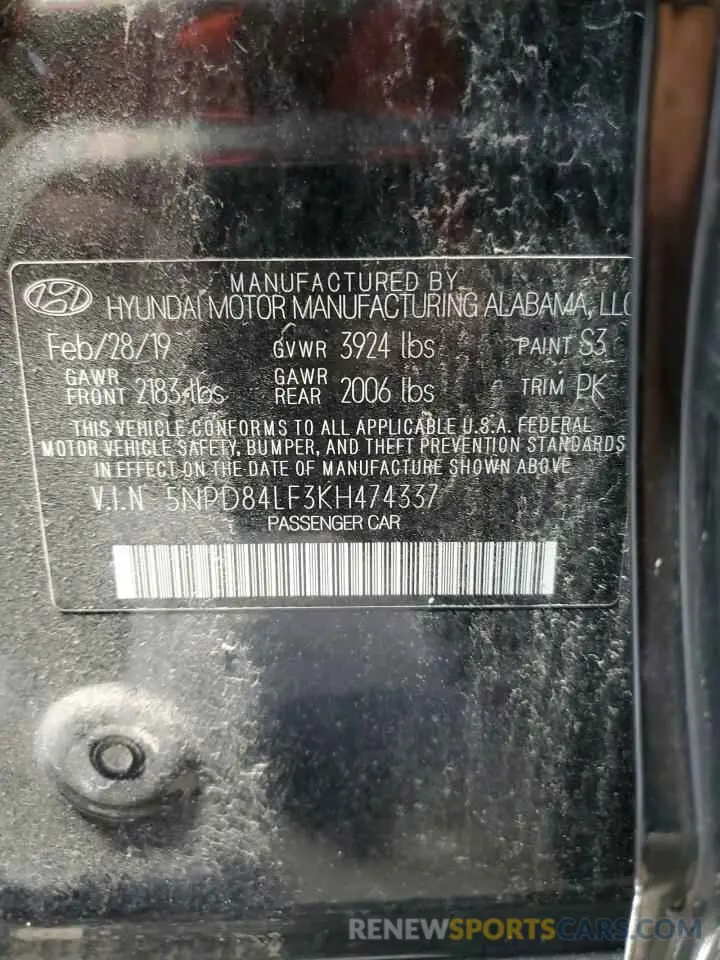 MANUFACTURED BY
HYUNDAI MOTOR MANUFACTURING ALABAMA, LLC
Feb/28/19 GVWR 3924 lbs PAINT S3
GAWR FRONT 2183 lbs GAWR REAR 2006 lbs TRIM PK
THIS VEHICLE CONFORMS TO ALL APPLICABLE U.S.A. FEDERAL
MOTOR VEHICLE SAFETY, BUMPER, AND THEFT PREVENTION STANDARDS
IN EFFECT ON THE DATE OF MANUFACTURE SHOWN ABOVE
V.I.N 5NPD84LF3KH474337
PASSENGER CAR
RENEWSPORTSCARS.COM